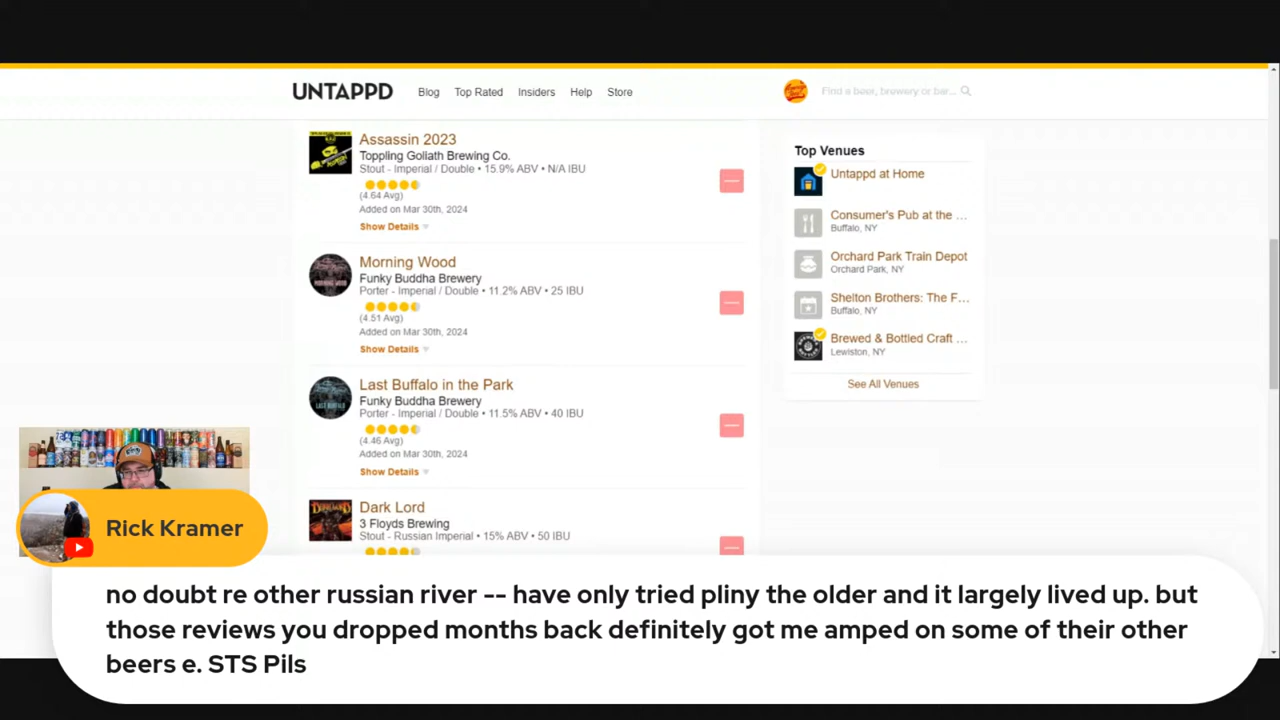 UNTAPPD
Blog Top Rated Insiders Help Store
Find a beer, brewery or bar...
Assassin 2023
Toppling Goliath Brewing Co.
Stout - Imperial / Double • 15.9% ABV • N/A IBU
(4.64 Avg)
Added on Mar 30th, 2024
Show Details
Morning Wood
Funky Buddha Brewery
Porter - Imperial / Double • 11.2% ABV • 25 IBU
(4.51 Avg)
Added on Mar 30th, 2024
Show Details
Last Buffalo in the Park
Funky Buddha Brewery
Porter - Imperial / Double • 11.5% ABV • 40 IBU
(4.46 Avg)
Added on Mar 30th, 2024
Show Details
Dark Lord
3 Floyds Brewing
Stout - Russian Imperial • 15% ABV • 50 IBU
Top Venues
Untappd at Home
Consumer's Pub at the ...
Buffalo, NY
Orchard Park Train Depot
Orchard Park, NY
Shelton Brothers: The F...
Buffalo, NY
Brewed & Bottled Craft ...
Lewiston, NY
See All Venues
Rick Kramer
no doubt re other russian river -- have only tried pliny the older and it largely lived up. but
those reviews you dropped months back definitely got me amped on some of their other
beers e. STS Pils